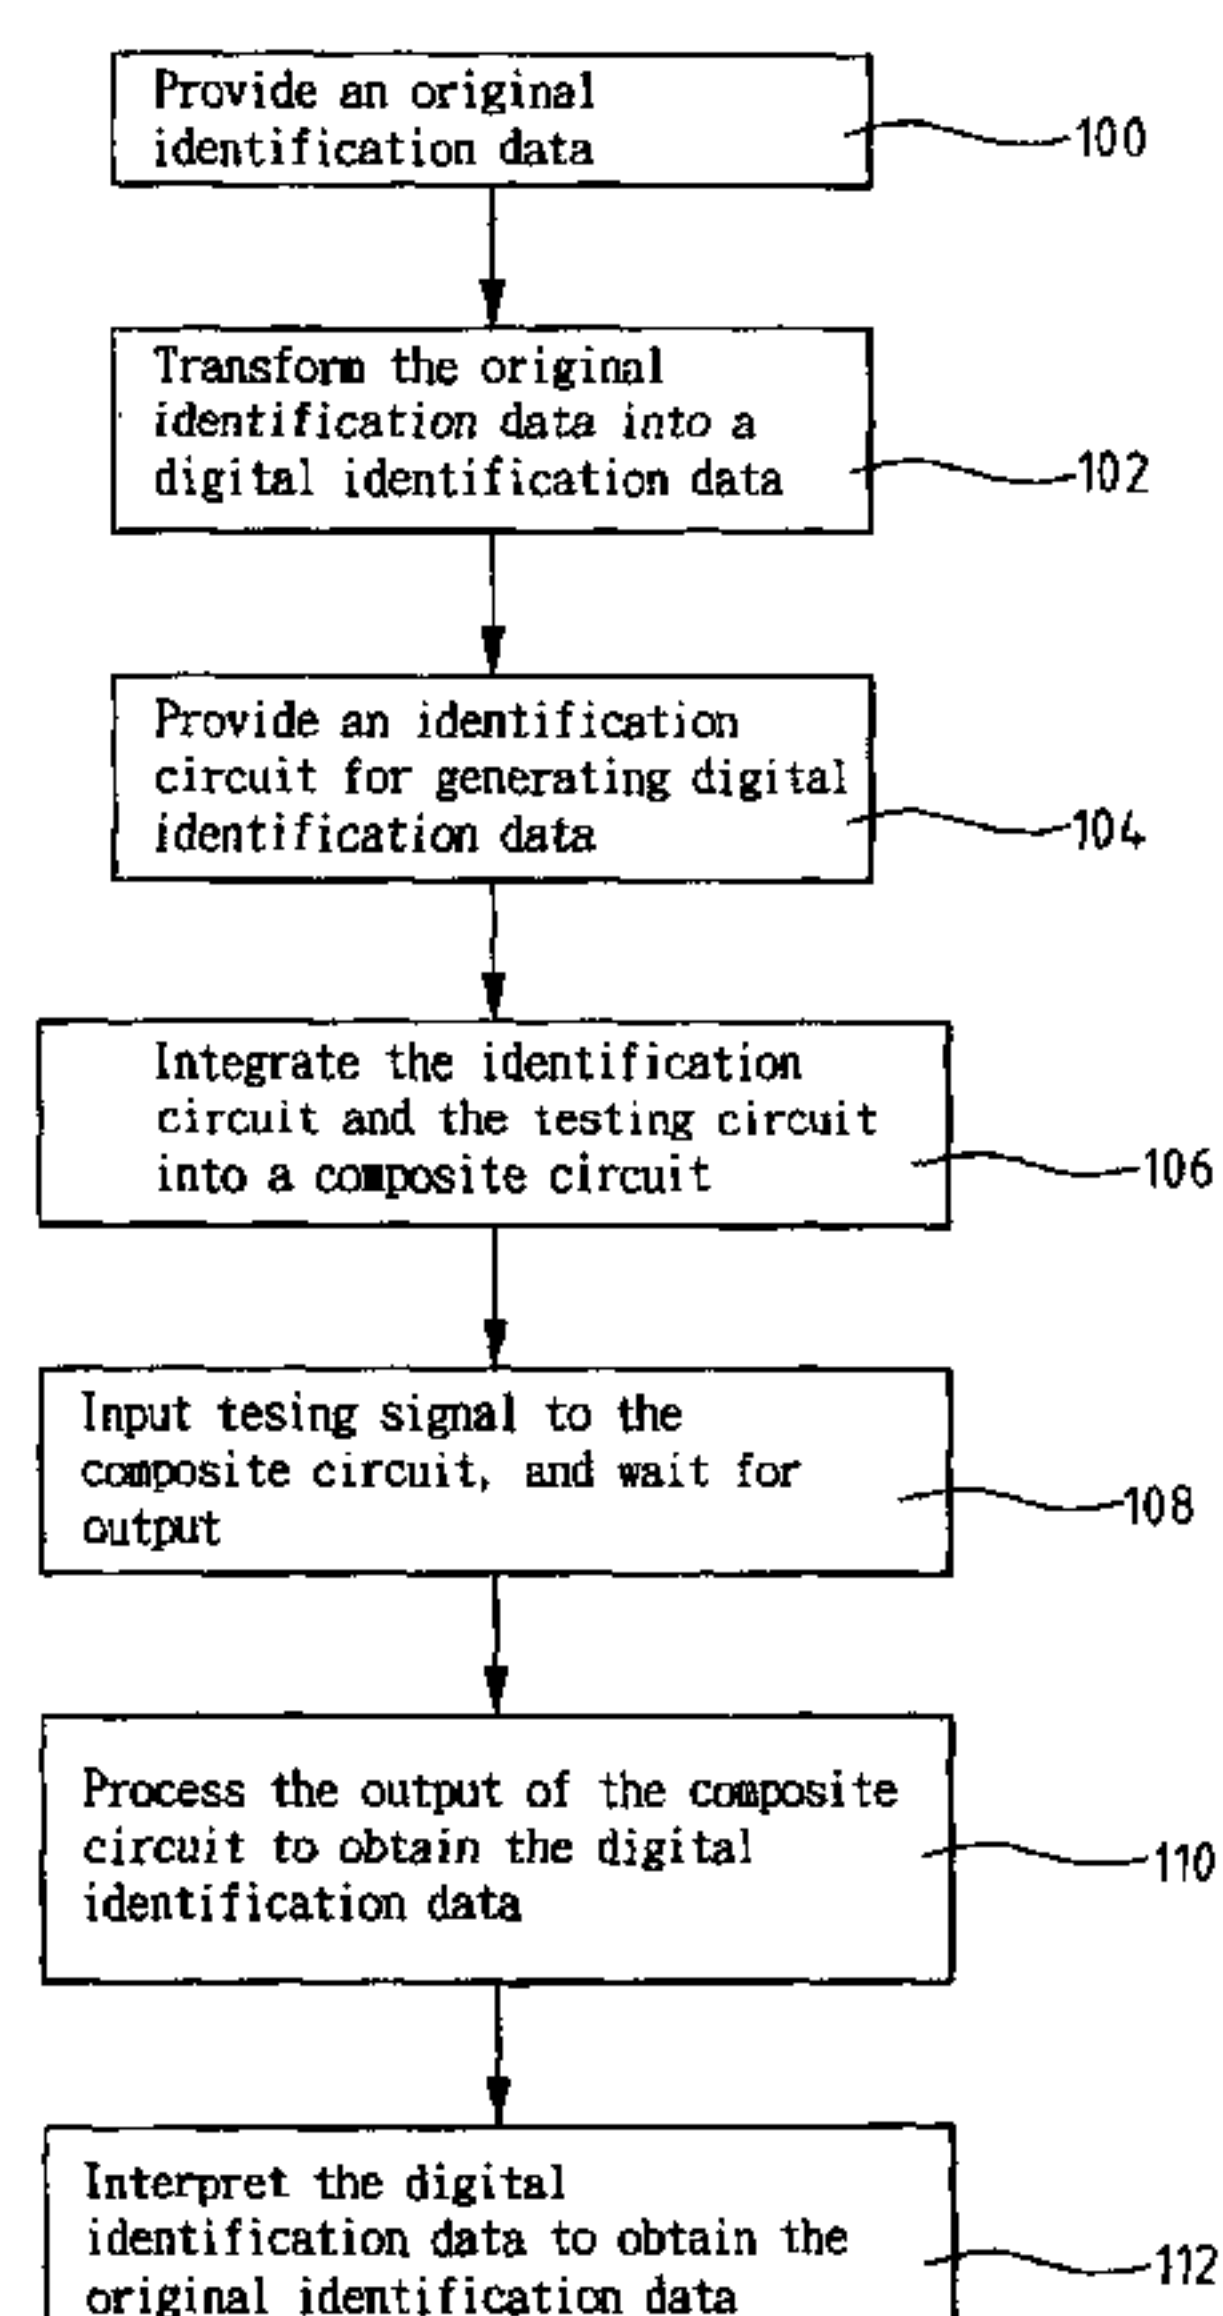 Provide an original
identification data
100
Transform the original
identification data into a
digital identification data
102
Provide an identification
circuit for generating digital
identification data
104
Integrate the identification
circuit and the testing circuit
into a composite circuit
106
Input tesing signal to the
composite circuit, and wait for
output
108
Process the output of the composite
circuit to obtain the digital
identification data
110
Interpret the digital
identification data to obtain the
original identification data
112